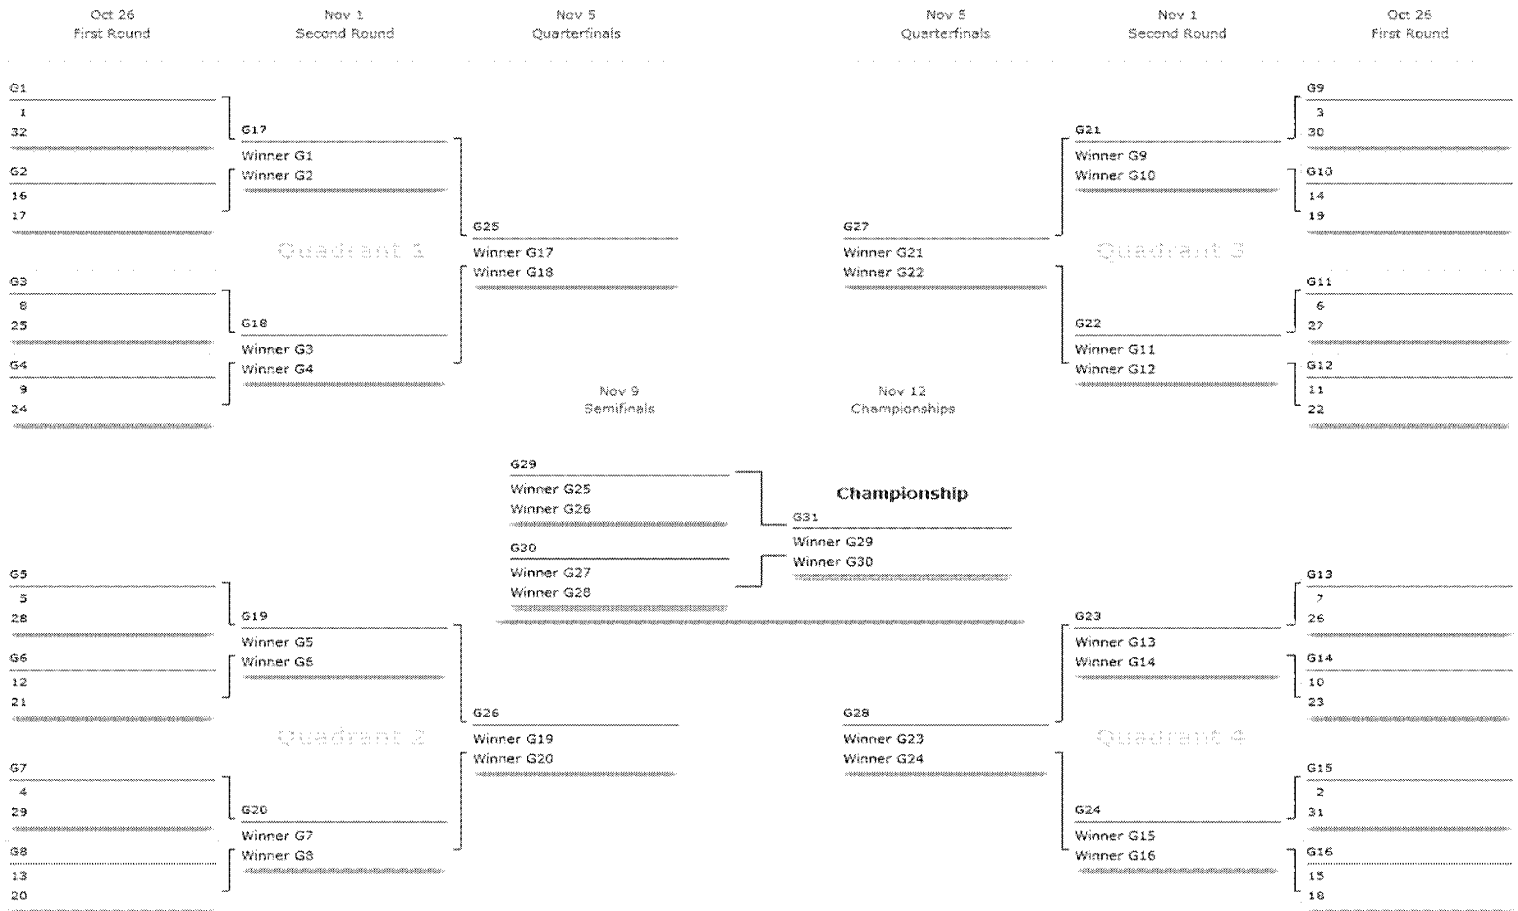 Oct 26
First Round
Nov 1
Second Round
Nov 5
Quarterfinals
Nov 5
Quarterfinals
Nov 1
Second Round
Oct 26
First Round
G1
1
32
G2
16
17
G17
Winner G1
Winner G2
Quadrant 1
G3
8
25
G4
9
24
G18
Winner G3
Winner G4
G25
Winner G17
Winner G18
G27
Winner G21
Winner G22
G21
Winner G9
Winner G10
Quadrant 3
G22
Winner G11
Winner G12
G9
3
30
G10
14
19
G11
6
27
G12
11
22
Nov 9
Semifinals
Nov 12
Championships
G29
Winner G25
Winner G26
G30
Winner G27
Winner G28
Championship
G31
Winner G29
Winner G30
G5
5
28
G6
12
21
G19
Winner G5
Winner G6
Quadrant 2
G7
4
29
G8
13
20
G20
Winner G7
Winner G8
G26
Winner G19
Winner G20
G28
Winner G23
Winner G24
G23
Winner G13
Winner G14
Quadrant 4
G24
Winner G15
Winner G16
G13
7
26
G14
10
23
G15
2
31
G16
15
18